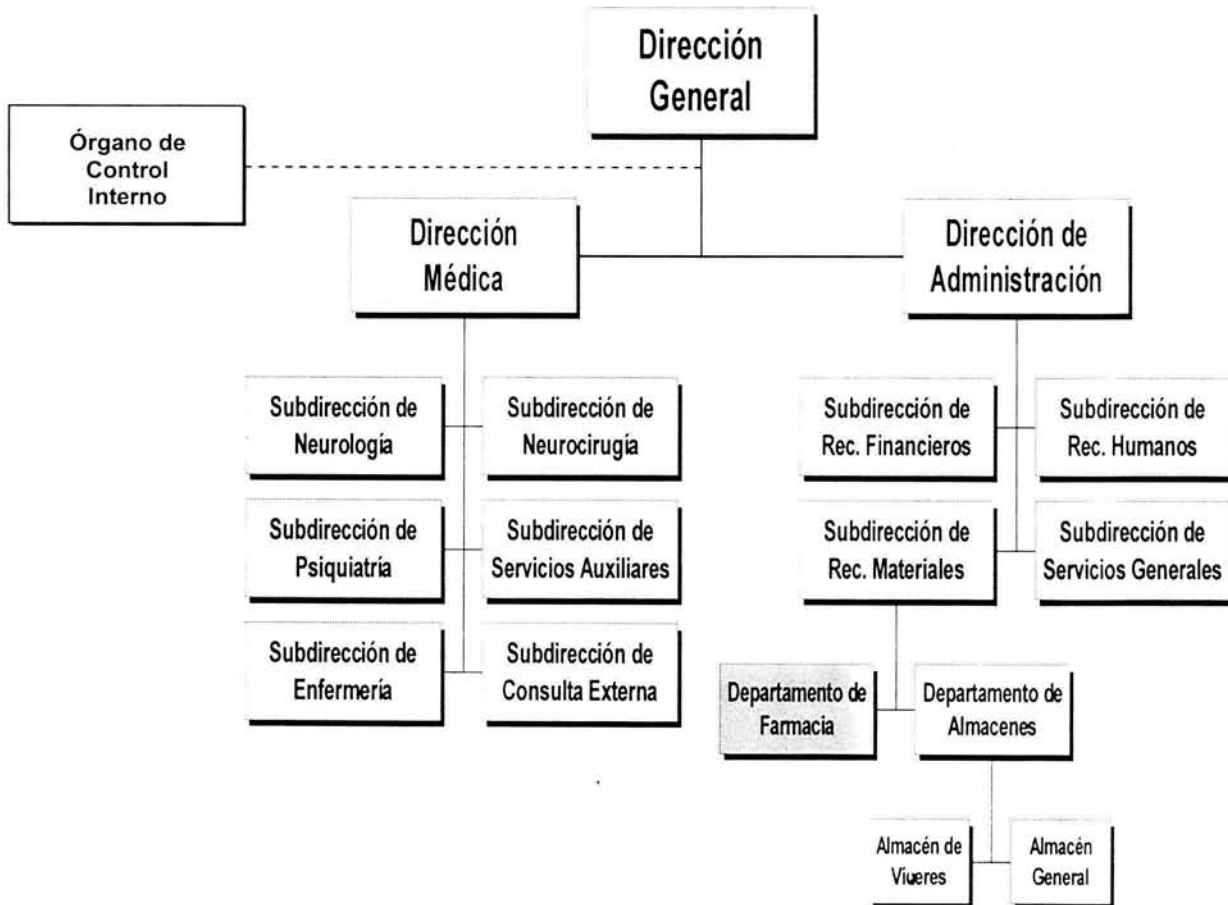 Dirección
General
Órgano de
Control
Interno
Dirección
Médica
Dirección de
Administración
Subdirección de
Neurología
Subdirección de
Neurocirugía
Subdirección de
Rec. Financieros
Subdirección de
Rec. Humanos
Subdirección de
Psiquiatría
Subdirección de
Servicios Auxiliares
Subdirección de
Rec. Materiales
Subdirección de
Servicios Generales
Subdirección de
Enfermería
Subdirección de
Consulta Externa
Departamento de
Farmacia
Departamento de
Almacenes
Almacén de
Víveres
Almacén
General